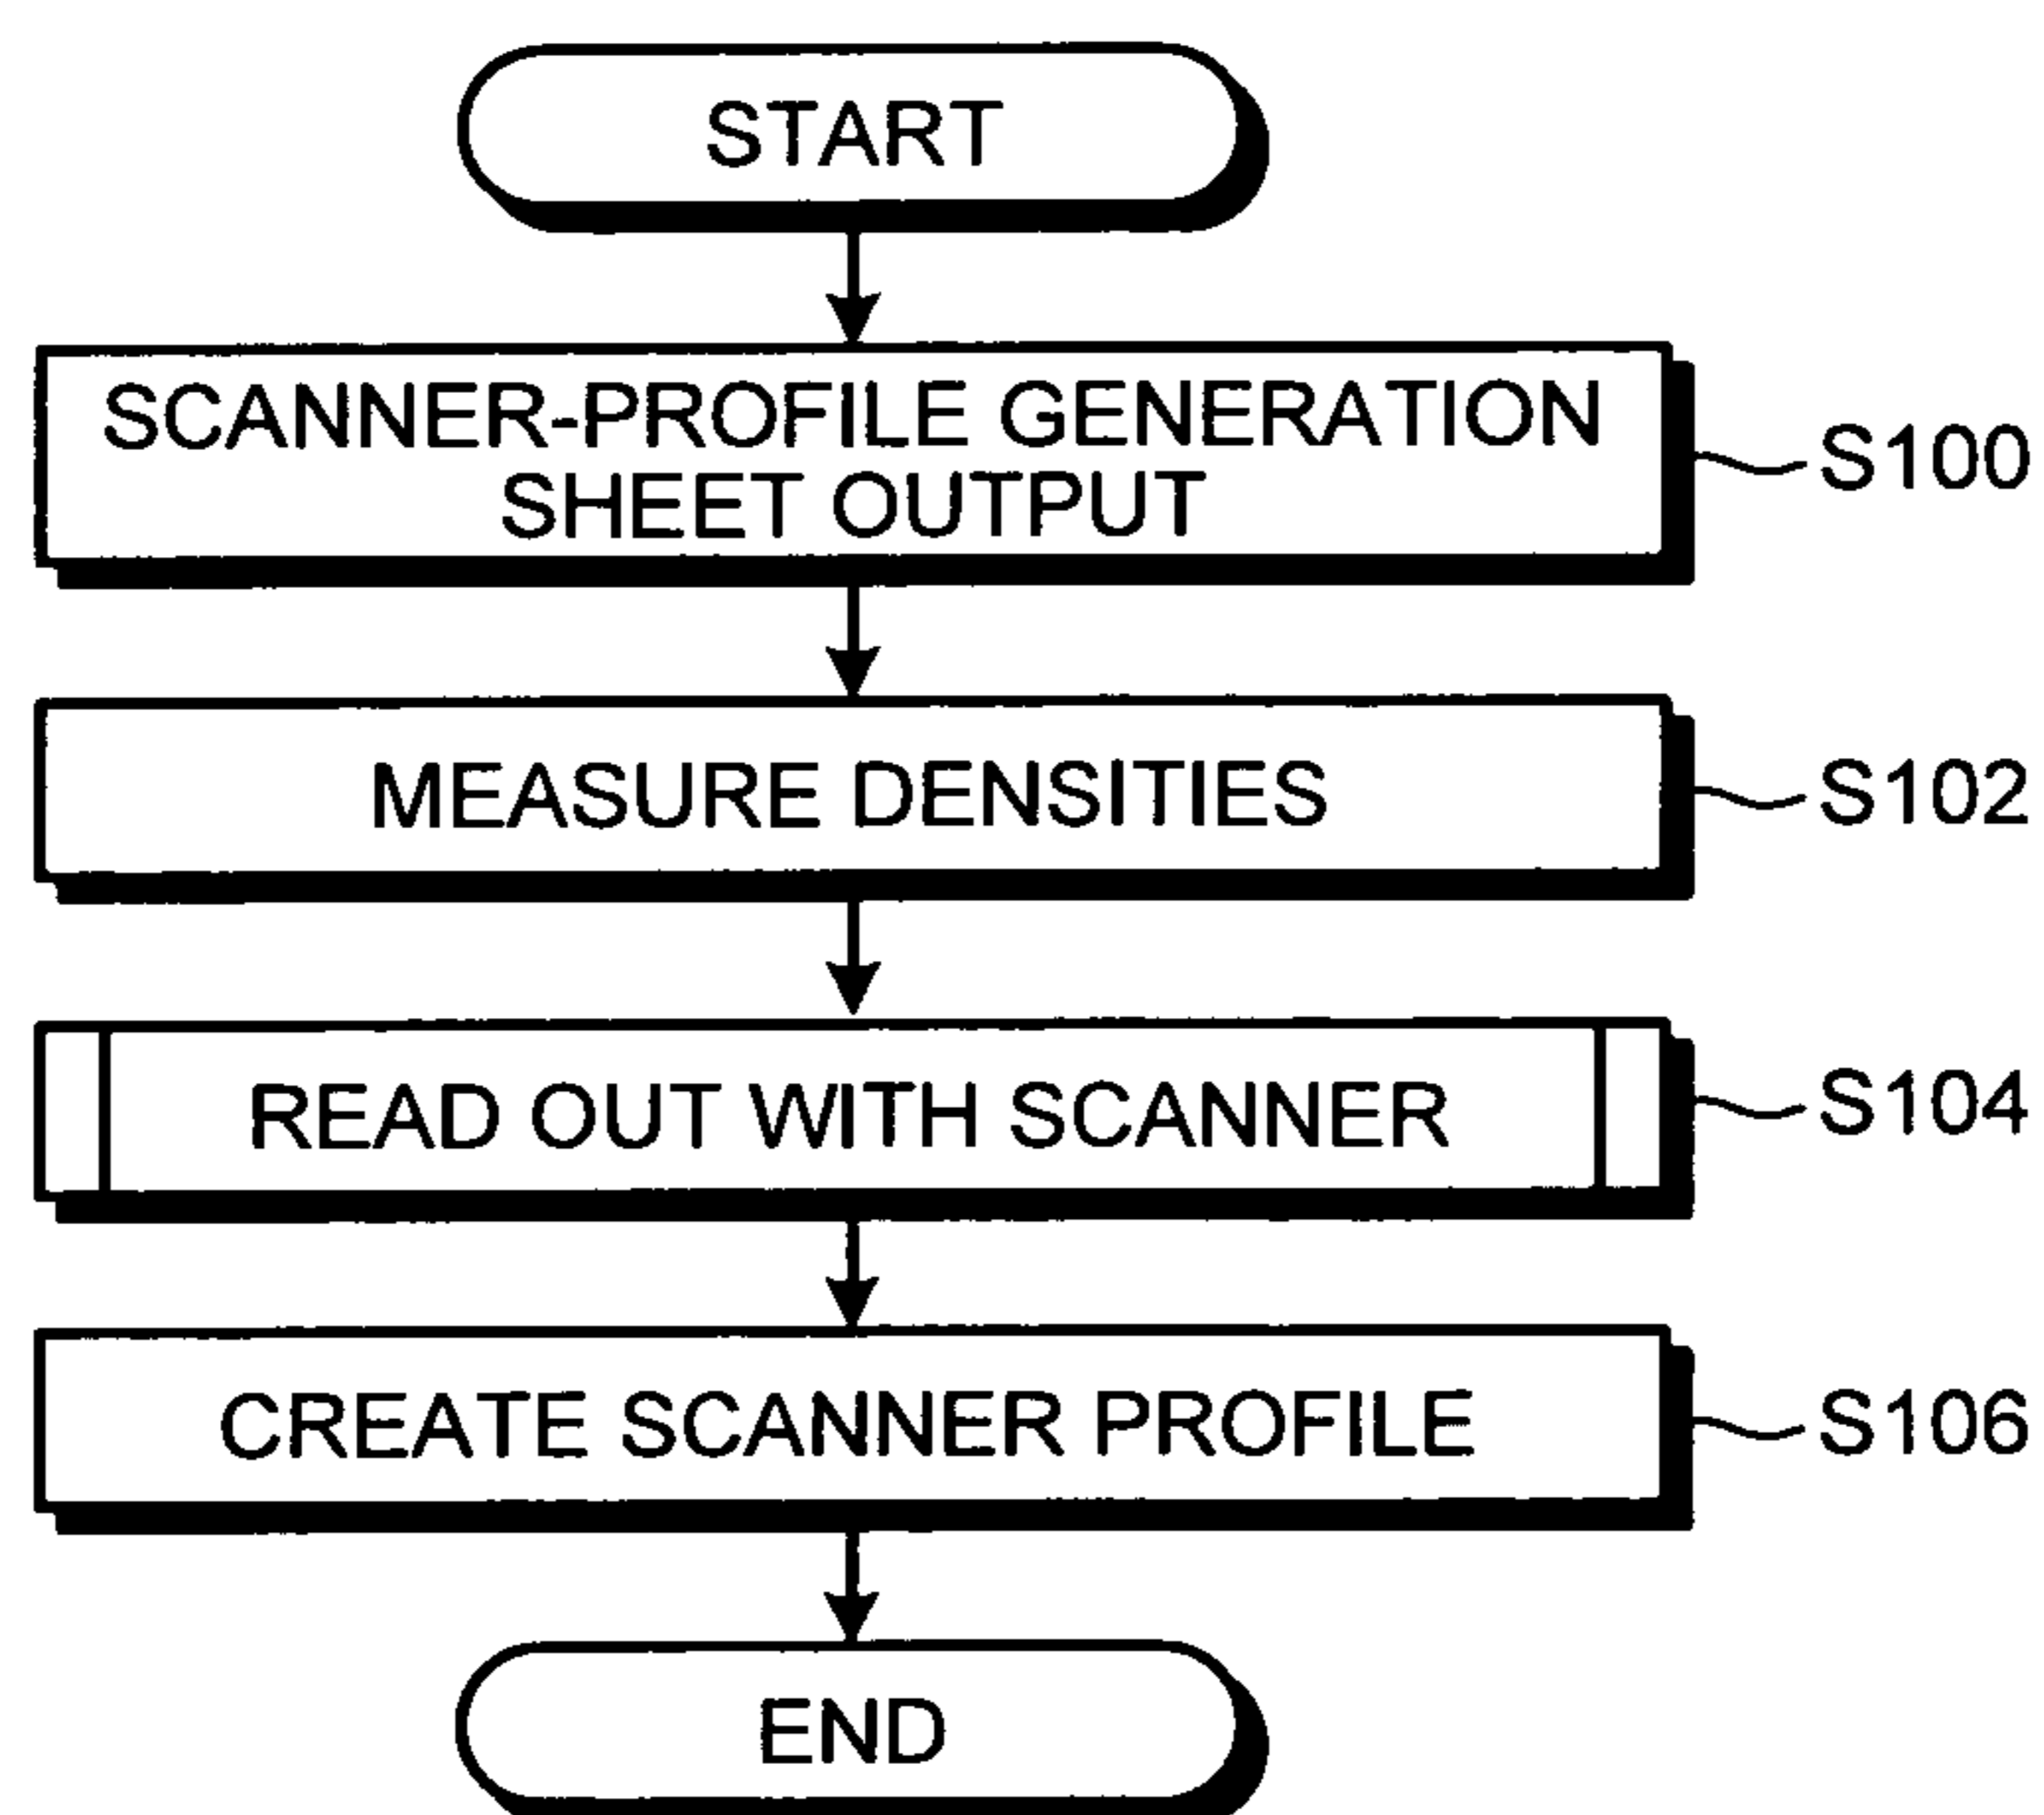 START
SCANNER-PROFILE GENERATION
SHEET OUTPUT
S100
MEASURE DENSITIES
S102
READ OUT WITH SCANNER
S104
CREATE SCANNER PROFILE
S106
END